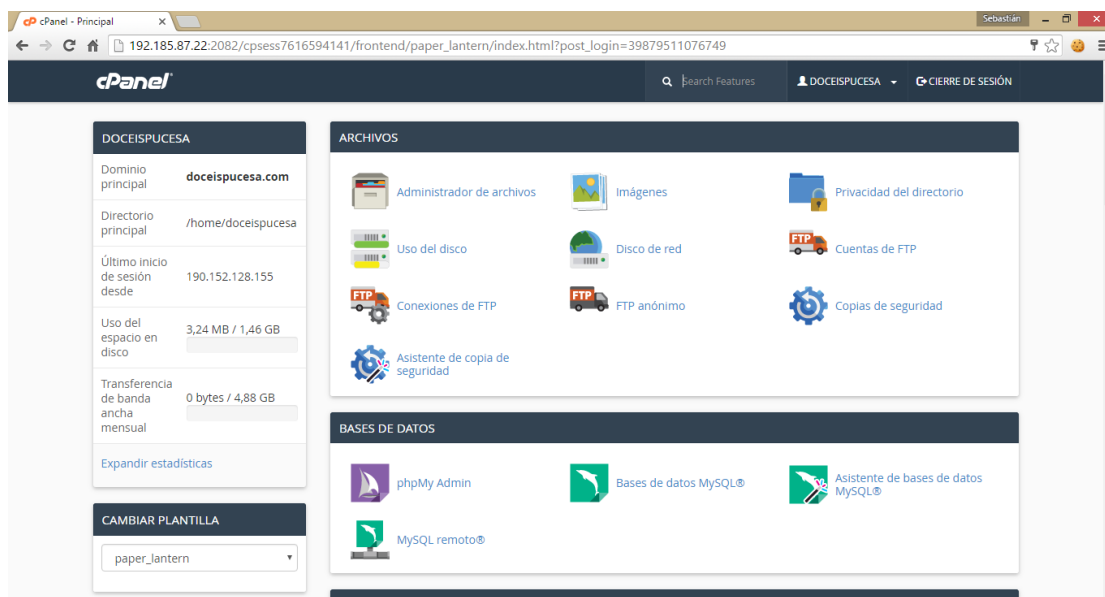 cP cPanel - Principal
Sebastián
192.185.87.22:2082/cpsess7616594141/frontend/paper_lantern/index.html?post_login=39879511076749
cPanel®
Search Features
DOCEISPUCESA
CIERRE DE SESIÓN
DOCEISPUCESA
Dominio
principal
doceispucesa.com
Directorio
principal
/home/doceispucesa
Último inicio
de sesión
desde
190.152.128.155
Uso del
espacio en
disco
3,24 MB / 1,46 GB
Transferencia
de banda
ancha
mensual
0 bytes / 4,88 GB
Expandir estadísticas
CAMBIAR PLANTILLA
paper_lantern
ARCHIVOS
Administrador de archivos
Imágenes
Privacidad del directorio
Uso del disco
Disco de red
FTP
Cuentas de FTP
FTP
Conexiones de FTP
FTP
FTP anónimo
Copias de seguridad
Asistente de copia de
seguridad
BASES DE DATOS
phpMy Admin
Bases de datos MySQL®
Asistente de bases de datos
MySQL®
MySQL remoto®